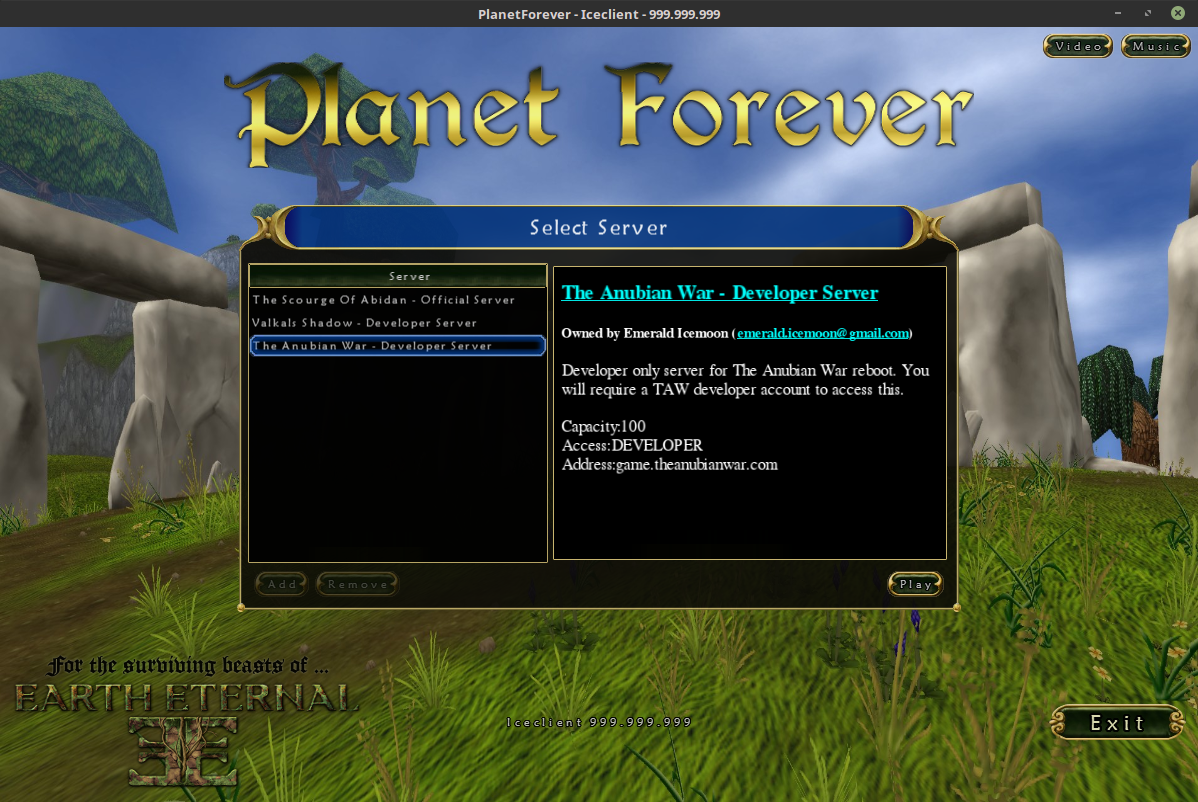 PlanetForever - Iceclient - 999.999.999
Video Music
Planet Forever
Select Server
Server
The Scourge Of Abidan - Official Server
Valkals Shadow - Developer Server
The Anubian War - Developer Server
The Anubian War - Developer Server
Owned by Emerald Icemoon (emerald.icemoon@gmail.com)
Developer only server for The Anubian War reboot. You
will require a TAW developer account to access this.
Capacity:100
Access:DEVELOPER
Address:game.theanubianwar.com
Add Remove Play
For the surviving beasts of ...
EARTH ETERNAL
EE
Iceclient 999.999.999
Exit